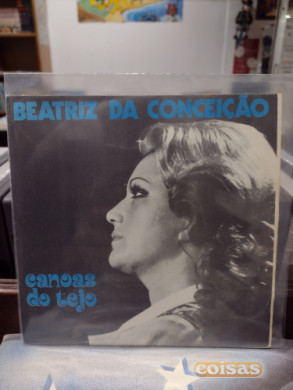 BEATRIZ DA CONCEIÇÃO
canoas
do tejo
coisas